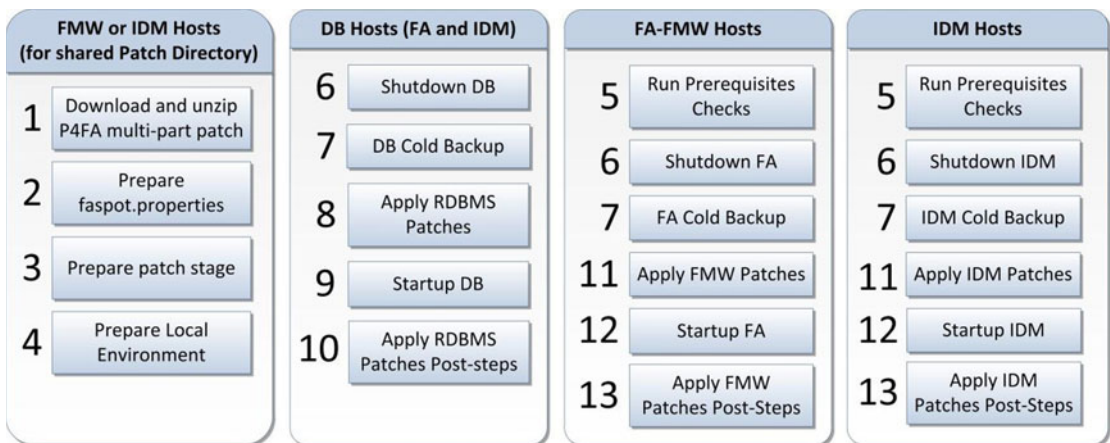 FMW or IDM Hosts
(for shared Patch Directory)
1
Download and unzip
P4FA multi-part patch
2
Prepare
faspot.properties
3
Prepare patch stage
4
Prepare Local
Environment
DB Hosts (FA and IDM)
6
Shutdown DB
7
DB Cold Backup
8
Apply RDBMS
Patches
9
Startup DB
10
Apply RDBMS
Patches Post-steps
FA-FMW Hosts
5
Run Prerequisites
Checks
6
Shutdown FA
7
FA Cold Backup
11
Apply FMW Patches
12
Startup FA
13
Apply FMW
Patches Post-Steps
IDM Hosts
5
Run Prerequisites
Checks
6
Shutdown IDM
7
IDM Cold Backup
11
Apply IDM Patches
12
Startup IDM
13
Apply IDM
Patches Post-Steps